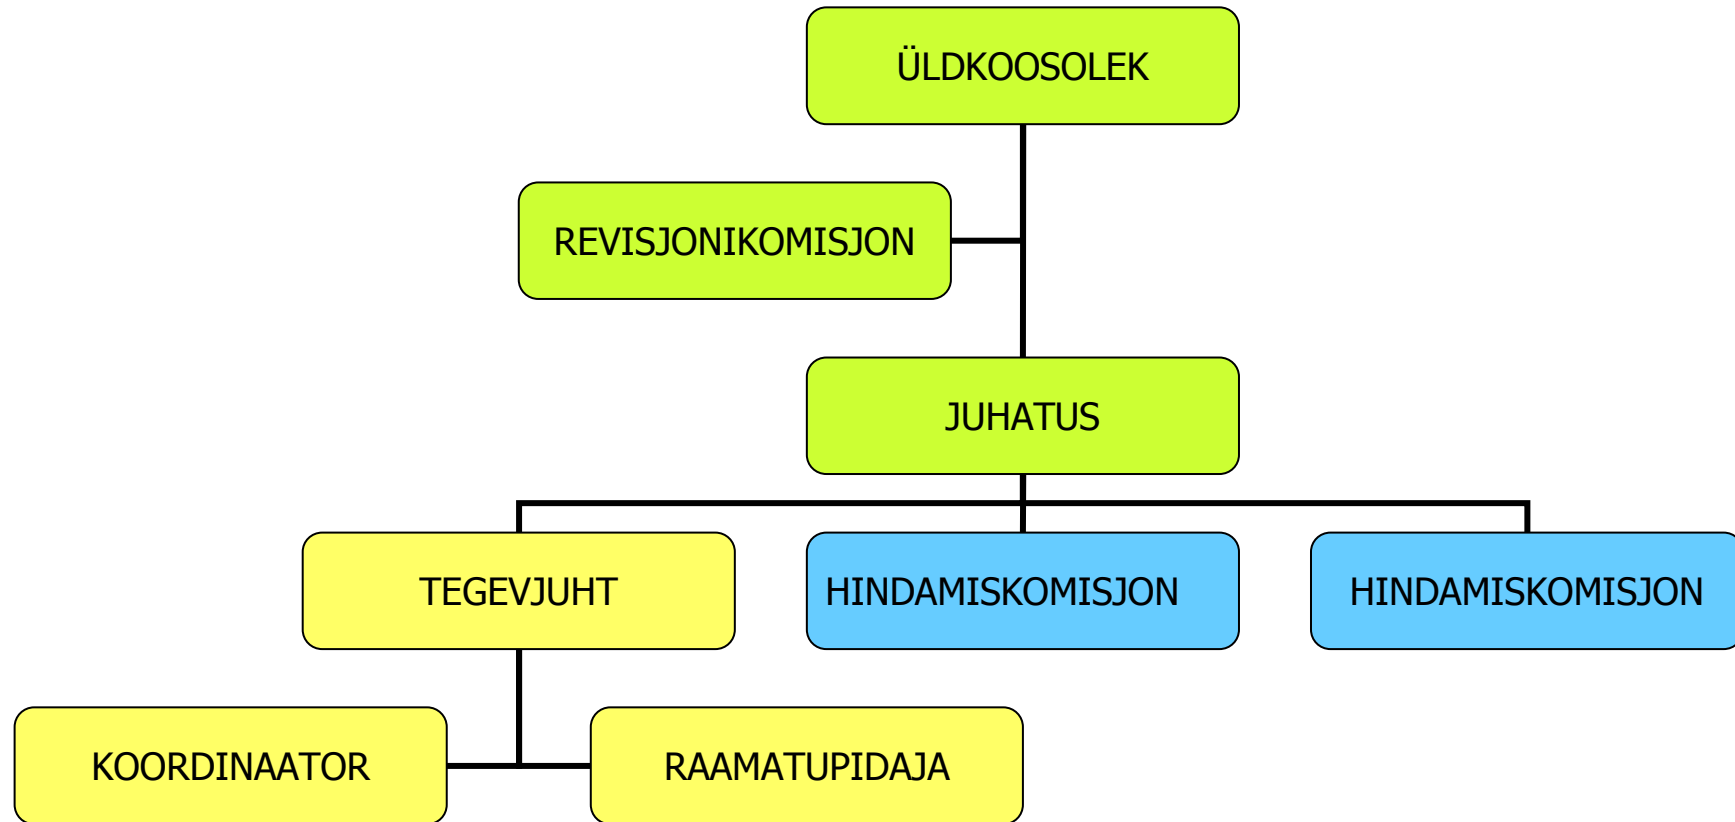 ÜLDKOOSOLEK
REVISJONIKOMISJON
JUHATUS
TEGEVJUHT
HINDAMISKOMISJON
HINDAMISKOMISJON
KOORDINAATOR
RAAMATUPIDAJA